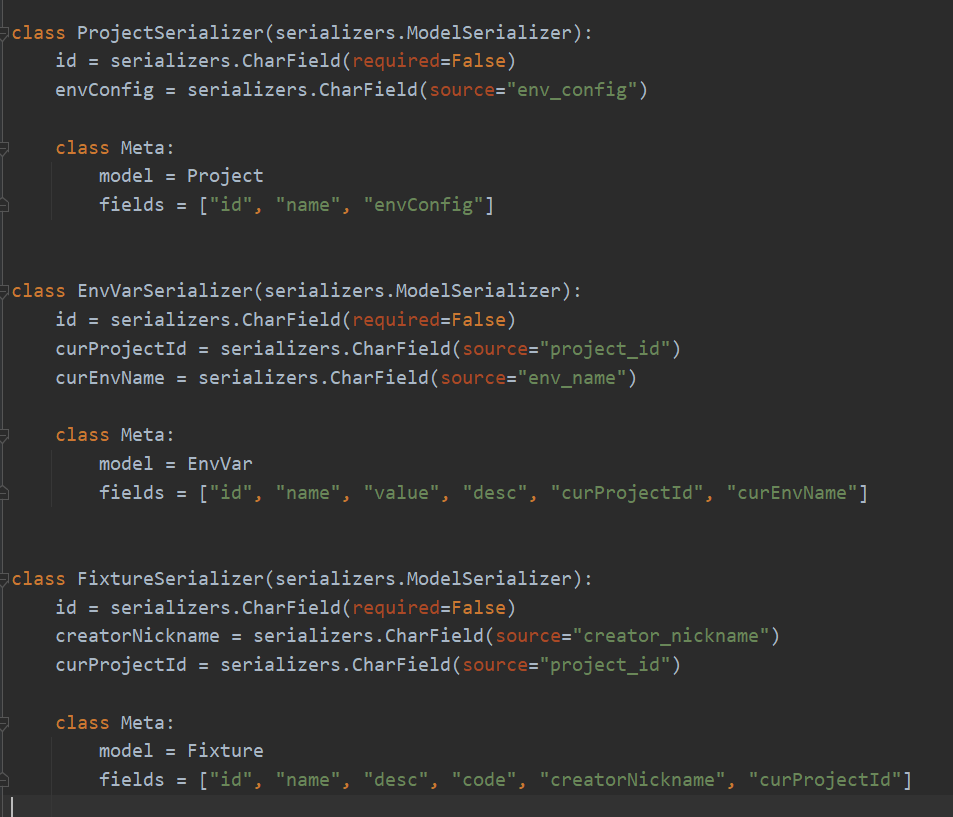 class ProjectSerializer(serializers.ModelSerializer):
    id = serializers.CharField(required=False)
    envConfig = serializers.CharField(source="env_config")
    class Meta:
        model = Project
        fields = ["id", "name", "envConfig"]
class EnvVarSerializer(serializers.ModelSerializer):
    id = serializers.CharField(required=False)
    curProjectId = serializers.CharField(source="project_id")
    curEnvName = serializers.CharField(source="env_name")
    class Meta:
        model = EnvVar
        fields = ["id", "name", "value", "desc", "curProjectId", "curEnvName"]
class FixtureSerializer(serializers.ModelSerializer):
    id = serializers.CharField(required=False)
    creatorNickname = serializers.CharField(source="creator_nickname")
    curProjectId = serializers.CharField(source="project_id")
    class Meta:
        model = Fixture
        fields = ["id", "name", "desc", "code", "creatorNickname", "curProjectId"]